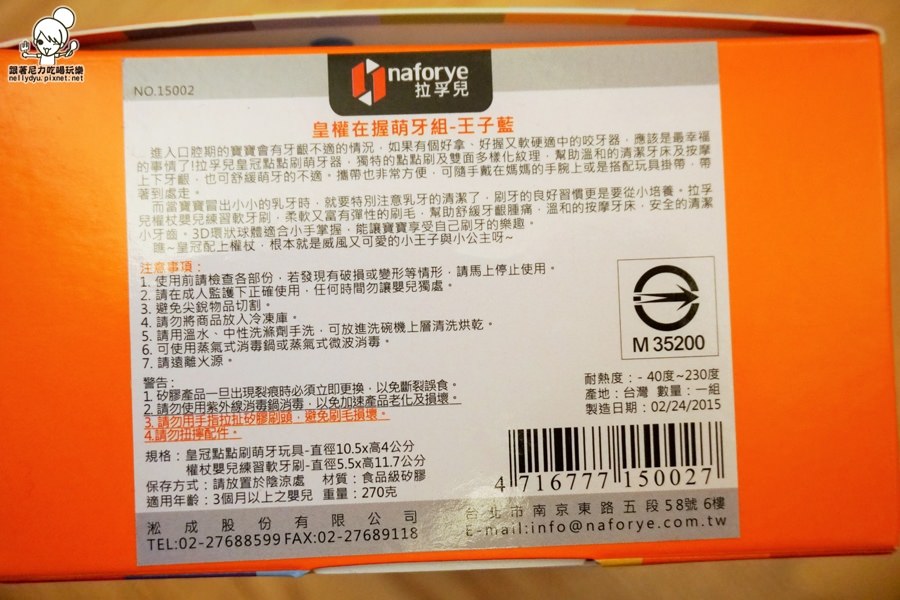 跟著尼力吃喝玩樂
nellydyu.pixnet.net
NO.15002
naforye
拉孚兒
皇權在握萌牙組-王子藍
進入口腔期的寶寶會有牙齦不適的情況，如果有個好拿、好握又軟硬適中的咬牙器，應該是最幸福
的事情了!拉孚兒皇冠點點刷萌牙器，獨特的點點刷及雙面多樣化紋理，幫助溫和的清潔牙床及按摩
上下牙齦、也可舒緩萌牙的不適。攜帶也非常方便，可隨手戴在媽媽的手腕上或是搭配玩具掛帶，帶
著到處走。
而當寶寶冒出小小的乳牙時，就要特別注意乳牙的清潔了，刷牙的良好習慣更是要從小培養。拉孚
兒權杖嬰兒練習軟牙刷，柔軟又富有彈性的刷毛，幫助舒緩牙齦腫痛，溫和的按摩牙床，安全的清潔
小牙齒。3D環狀球體適合小手掌握，能讓寶寶享受自己刷牙的樂趣。
瞧~皇冠配上權杖，根本就是威風又可愛的小王子與小公主呀~
注意事項：
1. 使用前請檢查各部份，若發現有破損或變形等情形，請馬上停止使用。
2. 請在成人監護下正確使用，任何時間勿讓嬰兒獨處。
3. 避免尖銳物品切割。
4. 請勿將商品放入冷凍庫。
5. 請用溫水、中性洗滌劑手洗，可放進洗碗機上層清洗烘乾。
6. 可使用蒸氣式消毒鍋或蒸氣式微波消毒。
7. 請遠離火源。
M 35200
警告:
1. 矽膠產品一旦出現裂痕時必須立即更換，以免斷裂誤食。
2. 請勿使用紫外線消毒鍋消毒，以免加速產品老化及損壞。
3. 請勿用手指拉扯矽膠刷頭，避免刷毛損壞。
4.請勿扭擰配件。
耐熱度：- 40度~230度
產地：台灣 數量：一組
製造日期：02/24/2015
規格：皇冠點點刷萌牙玩具-直徑10.5x高4公分
權杖嬰兒練習軟牙刷-直徑5.5x高11.7公分
保存方式：請放置於陰涼處 材質：食品級矽膠
適用年齡：3個月以上之嬰兒 重量：270克
4 716777 150027
淞成股份有限公司
TEL:02-27688599 FAX:02-27689118
台北市南京東路五段58號6樓
E-mail:info@naforye.com.tw